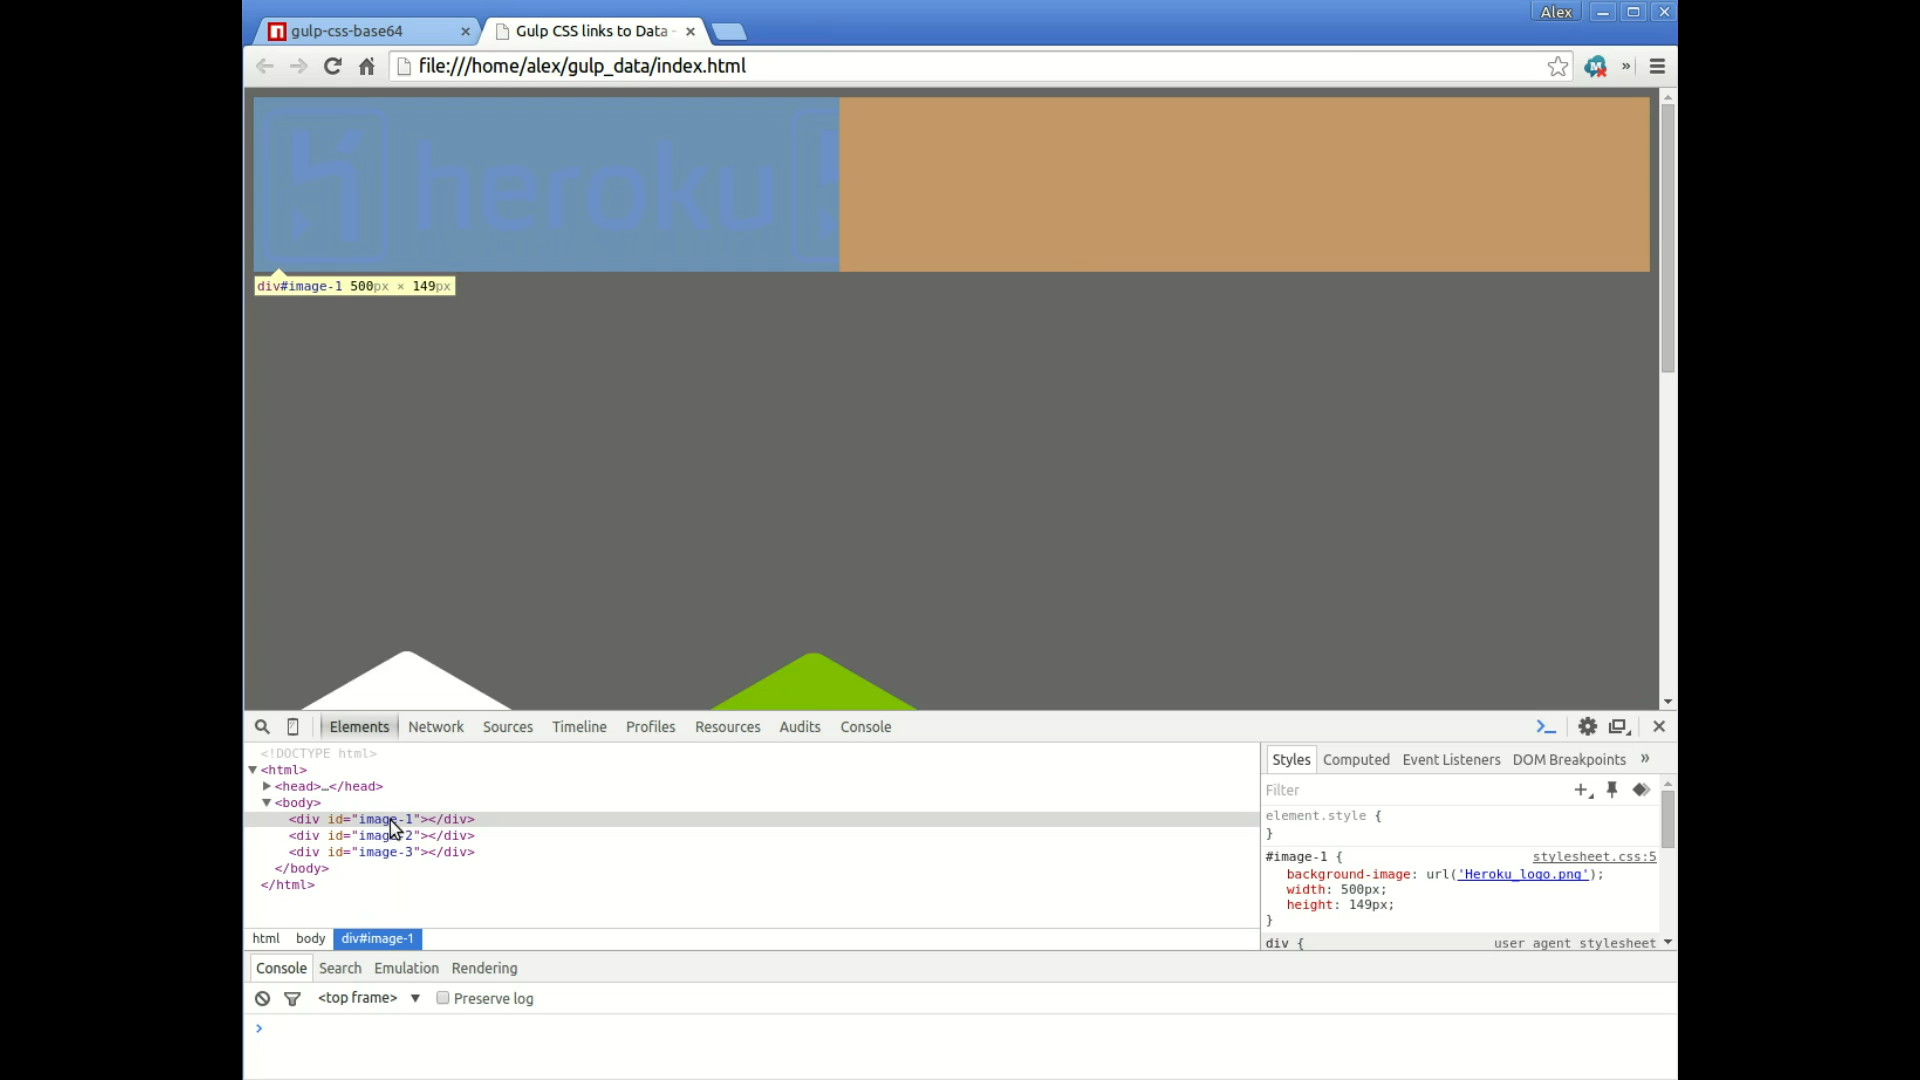 Alex
gulp-css-base64
Gulp CSS links to Data -
file:///home/alex/gulp_data/index.html
heroku
div#image-1 500px × 149px
Elements Network Sources Timeline Profiles Resources Audits Console
<!DOCTYPE html>
<html>
<head>…</head>
<body>
<div id="image-1"></div>
<div id="image-2"></div>
<div id="image-3"></div>
</body>
</html>
html body div#image-1
Styles Computed Event Listeners DOM Breakpoints »
Filter
element.style {
}
#image-1 { stylesheet.css:5
background-image: url('Heroku_logo.png');
width: 500px;
height: 149px;
}
div { user agent stylesheet
Console Search Emulation Rendering
<top frame> ▼ Preserve log
>